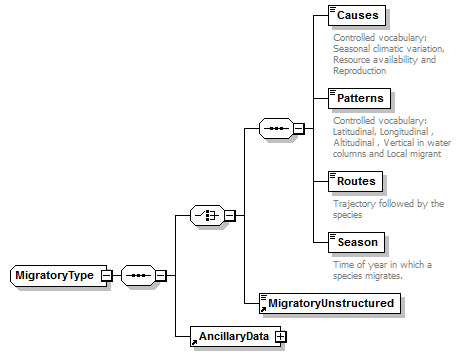 Causes
Controlled vocabulary:
Seasonal climatic variation,
Resource availability and
Reproduction
Patterns
Controlled vocabulary:
Latitudinal, Longitudinal ,
Altitudinal , Vertical in water
columns and Local migrant
Routes
Trajectory followed by the
species
Season
Time of year in which a
species migrates.
MigratoryType
MigratoryUnstructured
AncillaryData